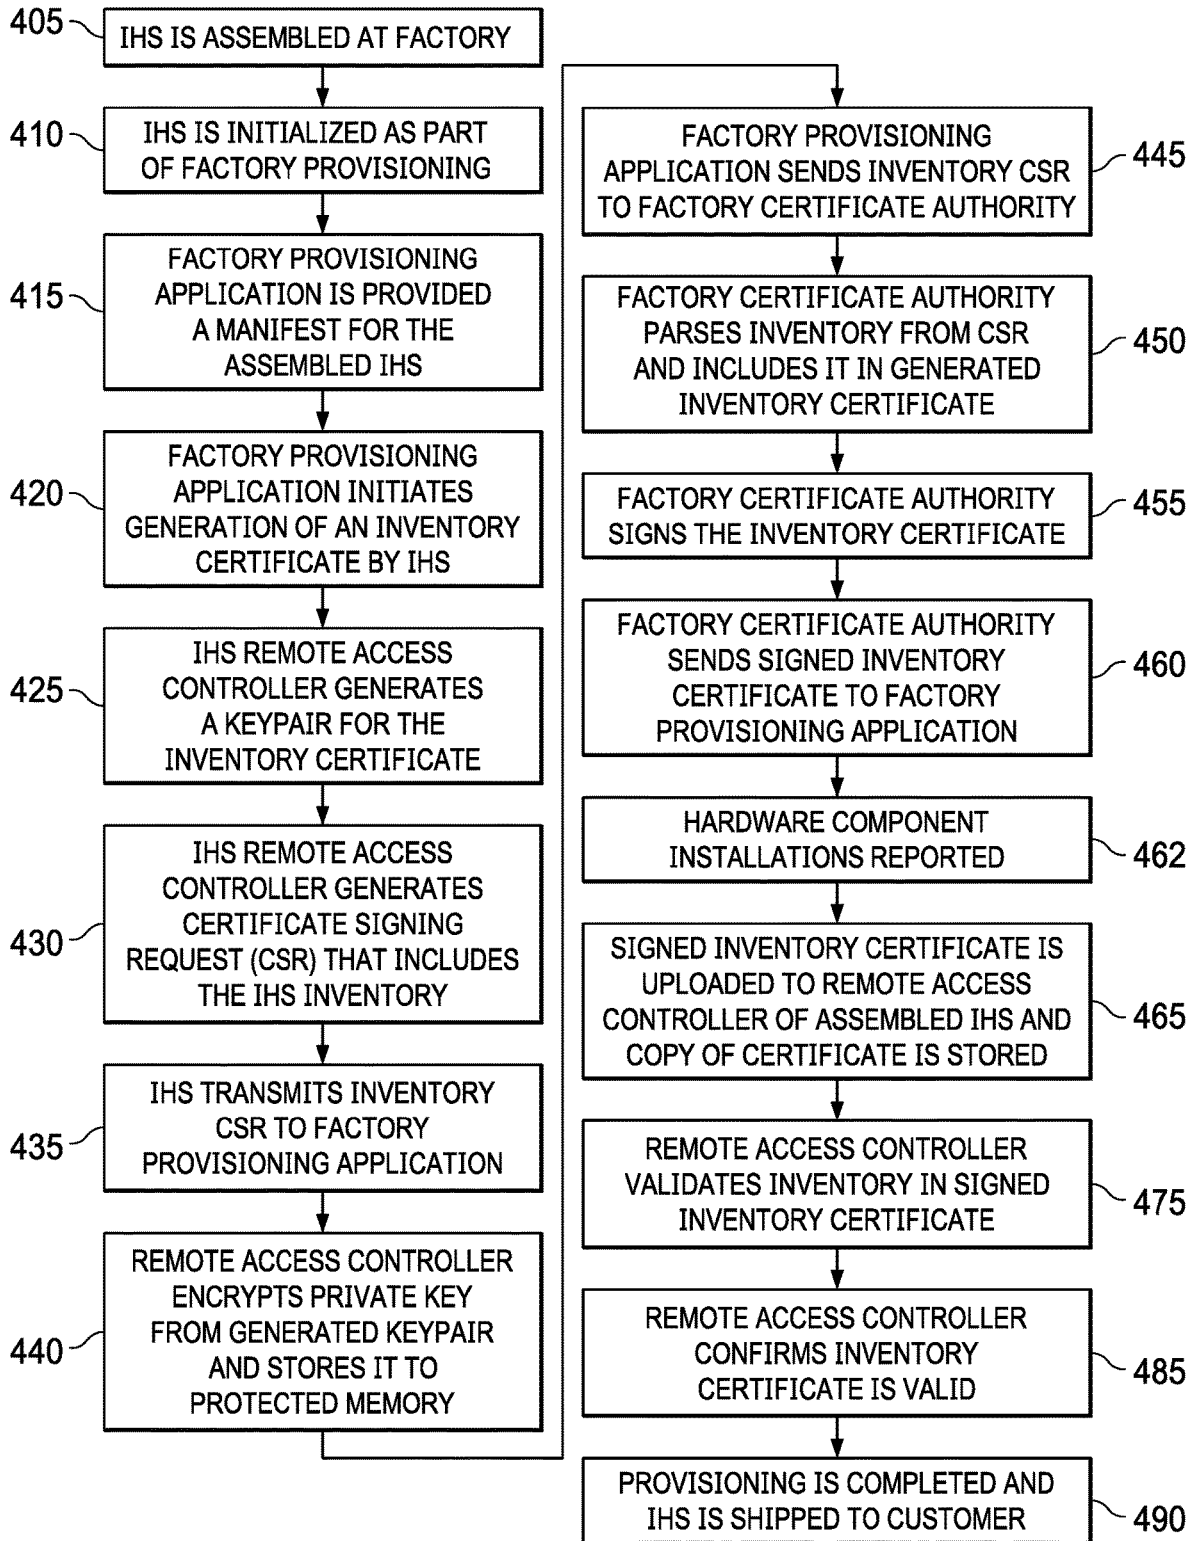 405
IHS IS ASSEMBLED AT FACTORY
410
IHS IS INITIALIZED AS PART
OF FACTORY PROVISIONING
415
FACTORY PROVISIONING
APPLICATION IS PROVIDED
A MANIFEST FOR THE
ASSEMBLED IHS
420
FACTORY PROVISIONING
APPLICATION INITIATES
GENERATION OF AN INVENTORY
CERTIFICATE BY IHS
425
IHS REMOTE ACCESS
CONTROLLER GENERATES
A KEYPAIR FOR THE
INVENTORY CERTIFICATE
430
IHS REMOTE ACCESS
CONTROLLER GENERATES
CERTIFICATE SIGNING
REQUEST (CSR) THAT INCLUDES
THE IHS INVENTORY
435
IHS TRANSMITS INVENTORY
CSR TO FACTORY
PROVISIONING APPLICATION
440
REMOTE ACCESS CONTROLLER
ENCRYPTS PRIVATE KEY
FROM GENERATED KEYPAIR
AND STORES IT TO
PROTECTED MEMORY
FACTORY PROVISIONING
APPLICATION SENDS INVENTORY CSR
TO FACTORY CERTIFICATE AUTHORITY
445
FACTORY CERTIFICATE AUTHORITY
PARSES INVENTORY FROM CSR
AND INCLUDES IT IN GENERATED
INVENTORY CERTIFICATE
450
FACTORY CERTIFICATE AUTHORITY
SIGNS THE INVENTORY CERTIFICATE
455
FACTORY CERTIFICATE AUTHORITY
SENDS SIGNED INVENTORY
CERTIFICATE TO FACTORY
PROVISIONING APPLICATION
460
HARDWARE COMPONENT
INSTALLATIONS REPORTED
462
SIGNED INVENTORY CERTIFICATE IS
UPLOADED TO REMOTE ACCESS
CONTROLLER OF ASSEMBLED IHS AND
COPY OF CERTIFICATE IS STORED
465
REMOTE ACCESS CONTROLLER
VALIDATES INVENTORY IN SIGNED
INVENTORY CERTIFICATE
475
REMOTE ACCESS CONTROLLER
CONFIRMS INVENTORY
CERTIFICATE IS VALID
485
PROVISIONING IS COMPLETED AND
IHS IS SHIPPED TO CUSTOMER
490